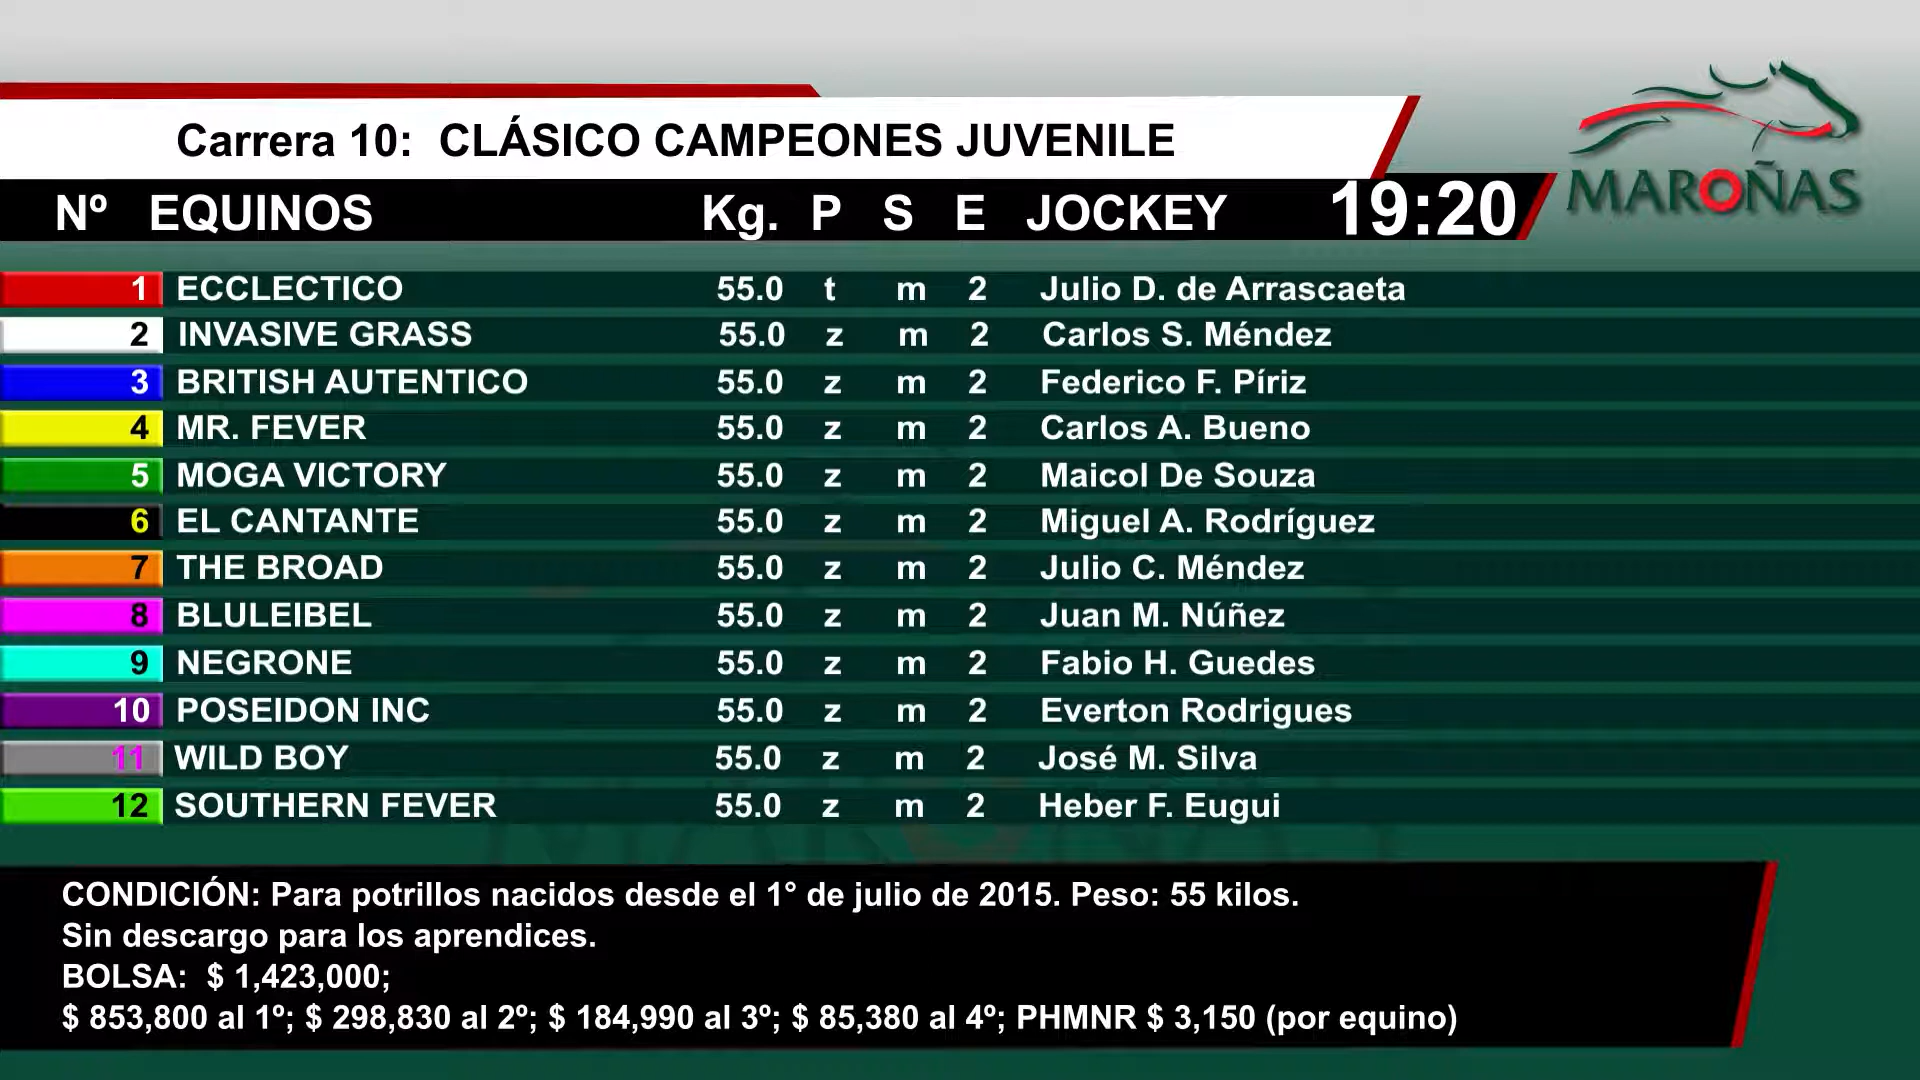 Carrera 10: CLÁSICO CAMPEONES JUVENILE
MAROÑAS
Nº EQUINOS Kg. P S E JOCKEY 19:20
1 ECCLECTICO 55.0 t m 2 Julio D. de Arrascaeta
2 INVASIVE GRASS 55.0 z m 2 Carlos S. Méndez
3 BRITISH AUTENTICO 55.0 z m 2 Federico F. Píriz
4 MR. FEVER 55.0 z m 2 Carlos A. Bueno
5 MOGA VICTORY 55.0 z m 2 Maicol De Souza
6 EL CANTANTE 55.0 z m 2 Miguel A. Rodríguez
7 THE BROAD 55.0 z m 2 Julio C. Méndez
8 BLULEIBEL 55.0 z m 2 Juan M. Núñez
9 NEGRONE 55.0 z m 2 Fabio H. Guedes
10 POSEIDON INC 55.0 z m 2 Everton Rodrigues
11 WILD BOY 55.0 z m 2 José M. Silva
12 SOUTHERN FEVER 55.0 z m 2 Heber F. Eugui
CONDICIÓN: Para potrillos nacidos desde el 1° de julio de 2015. Peso: 55 kilos.
Sin descargo para los aprendices.
BOLSA: $ 1,423,000;
$ 853,800 al 1º; $ 298,830 al 2º; $ 184,990 al 3º; $ 85,380 al 4º; PHMNR $ 3,150 (por equino)